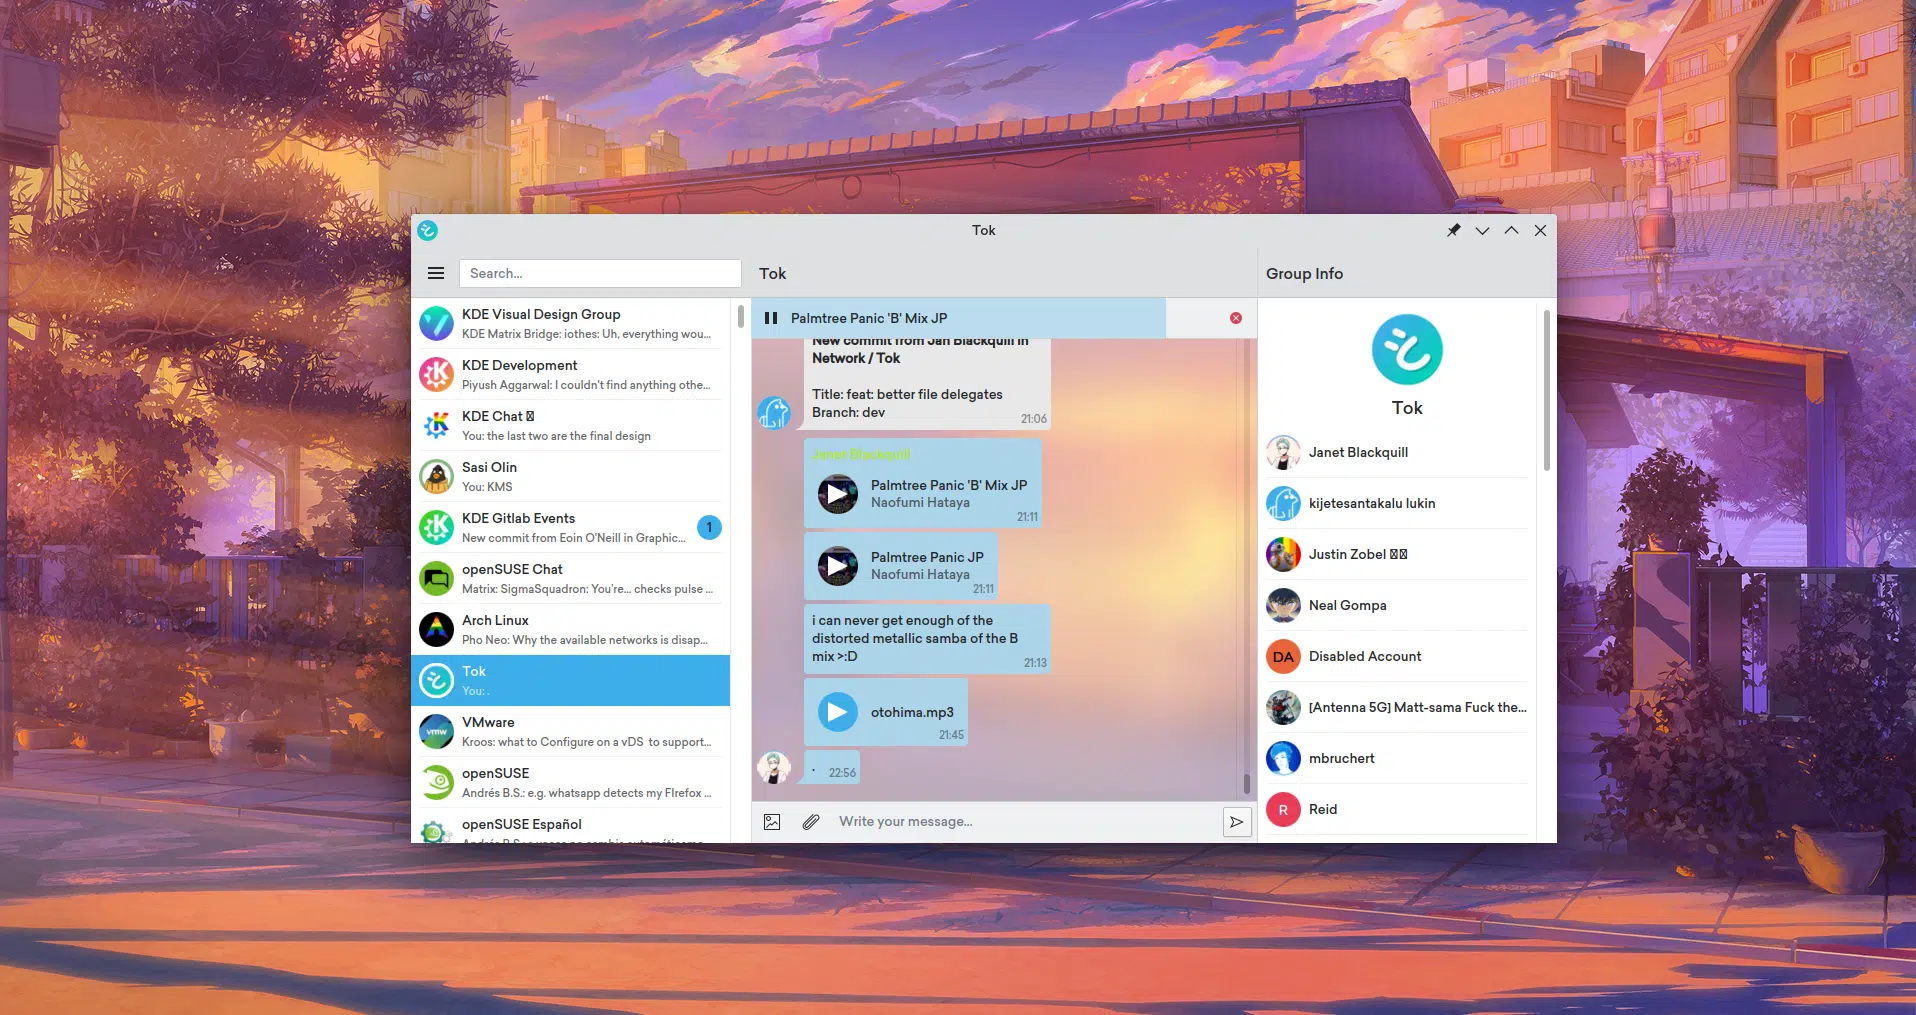 Tok
Search...
Tok
Group Info
KDE Visual Design Group
KDE Matrix Bridge: iothes: Uh, everything wou...
KDE Development
Piyush Aggarwal: I couldn't find anything othe...
KDE Chat
You: the last two are the final design
Sasi Olin
You: KMS
KDE Gitlab Events
New commit from Eoin O'Neill in Graphic...
1
openSUSE Chat
Matrix: SigmaSquadron: You're... checks pulse ...
Arch Linux
Pho Neo: Why the available networks is disap...
Tok
You: .
vmw
VMware
Kroos: what to Configure on a vDS to support...
openSUSE
Andrés B.S.: e.g. whatsapp detects my FIrefox ...
openSUSE Español
Palmtree Panic 'B' Mix JP
New commit from Jan Blackquill in
Network / Tok
Title: feat: better file delegates
Branch: dev
21:06
Janet Blackquill
Palmtree Panic 'B' Mix JP
Naofumi Hataya
21:11
Palmtree Panic JP
Naofumi Hataya
21:11
i can never get enough of the
distorted metallic samba of the B
mix >:D
21:13
otohima.mp3
21:45
.
22:56
Write your message...
Tok
Janet Blackquill
kijetesantakalu lukin
Justin Zobel
Neal Gompa
DA
Disabled Account
[Antenna 5G] Matt-sama Fuck the...
mbruchert
R
Reid